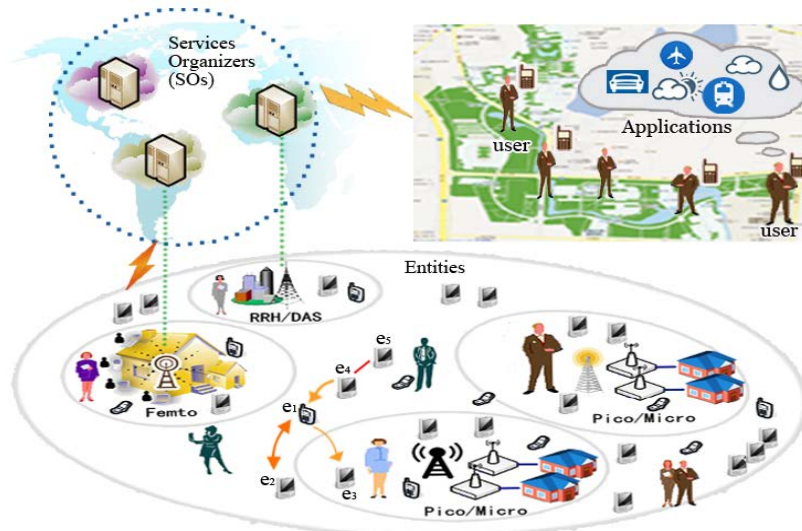 Services
Organizers
(SOs)
Applications
user
user
Entities
RRH/DAS
e₅
e₄
Femto
e₁
Pico/Micro
e₂
e₃
Pico/Micro